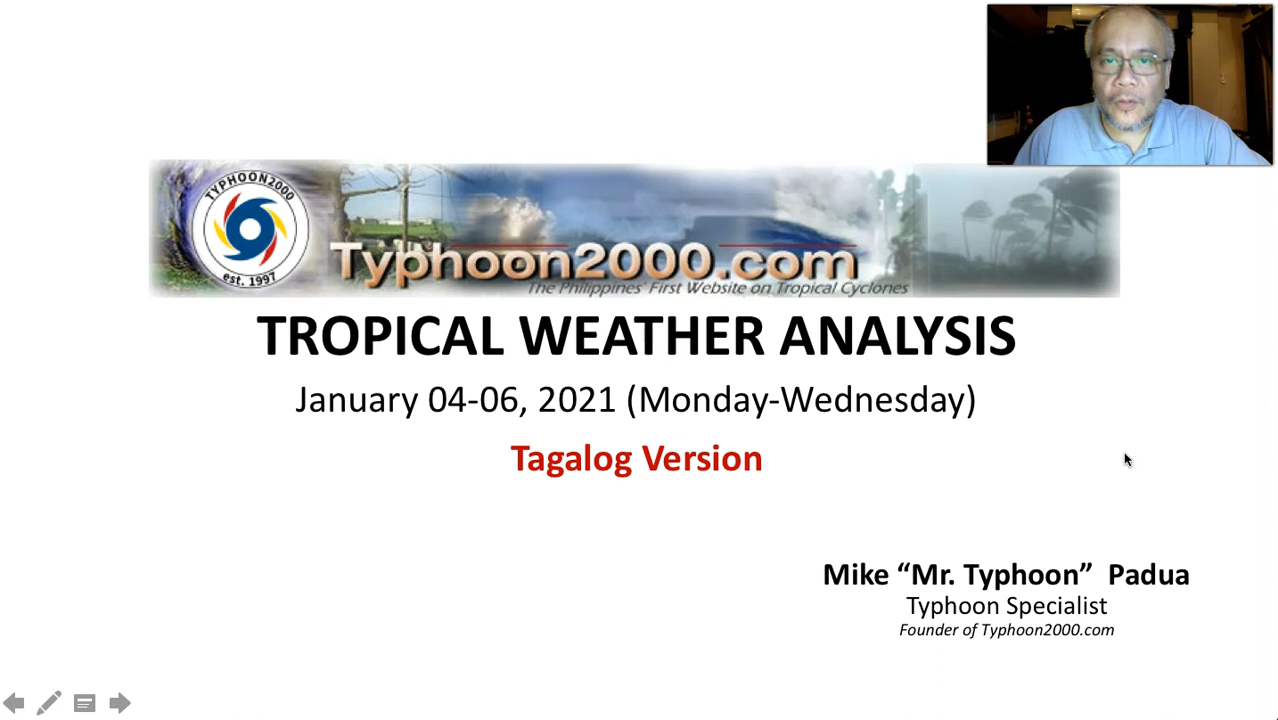 TYPHOON2000
est. 1997
Typhoon2000.com
The Philippines' First Website on Tropical Cyclones
TROPICAL WEATHER ANALYSIS
January 04-06, 2021 (Monday-Wednesday)
Tagalog Version
Mike “Mr. Typhoon”  Padua
Typhoon Specialist
Founder of Typhoon2000.com